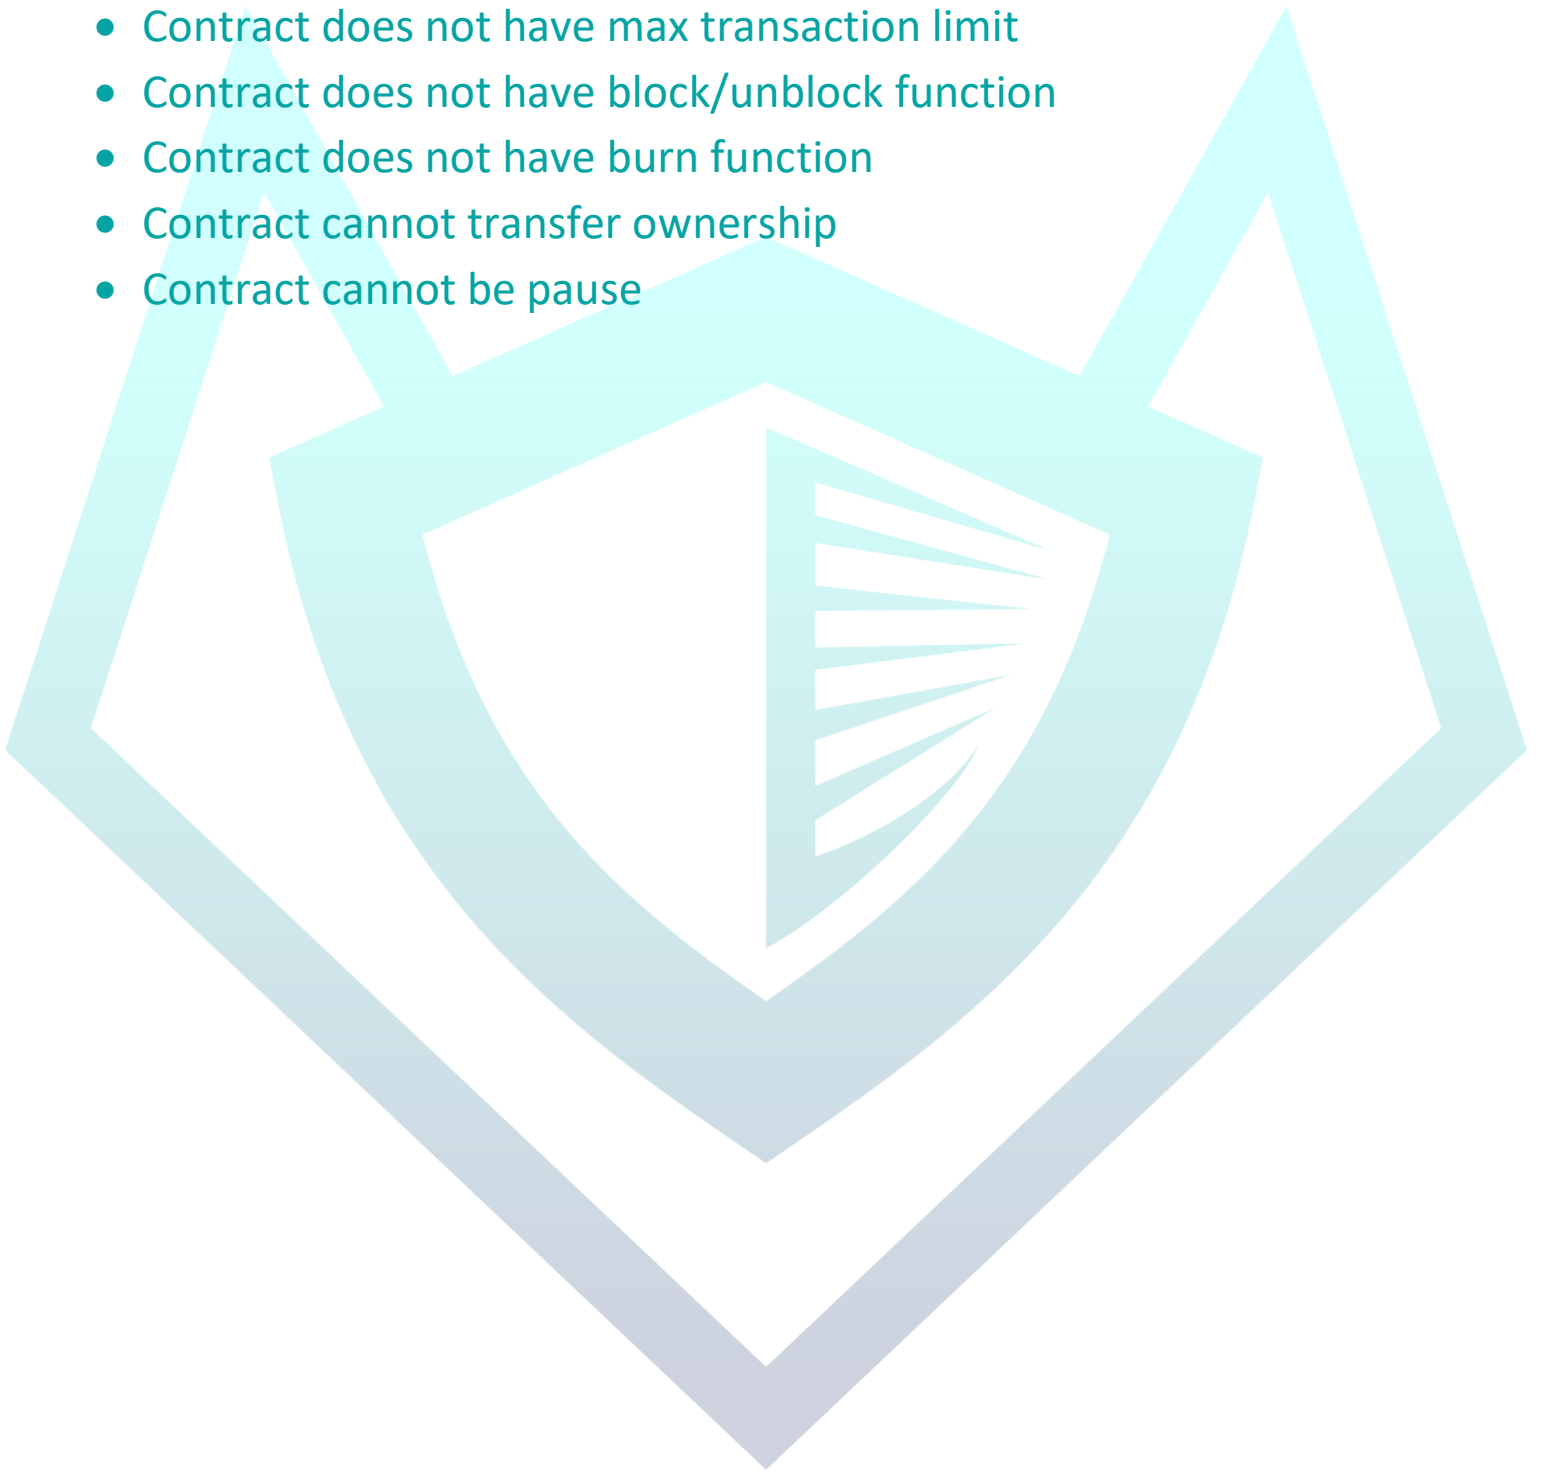 • Contract does not have max transaction limit
• Contract does not have block/unblock function
• Contract does not have burn function
• Contract cannot transfer ownership
• Contract cannot be pause